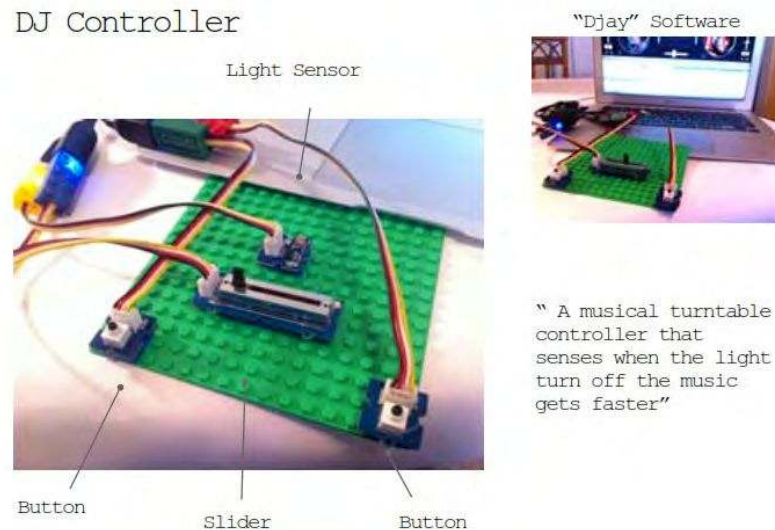 DJ Controller
"Djay" Software
Light Sensor
" A musical turntable
controller that
senses when the light
turn off the music
gets faster"
Button
Slider
Button